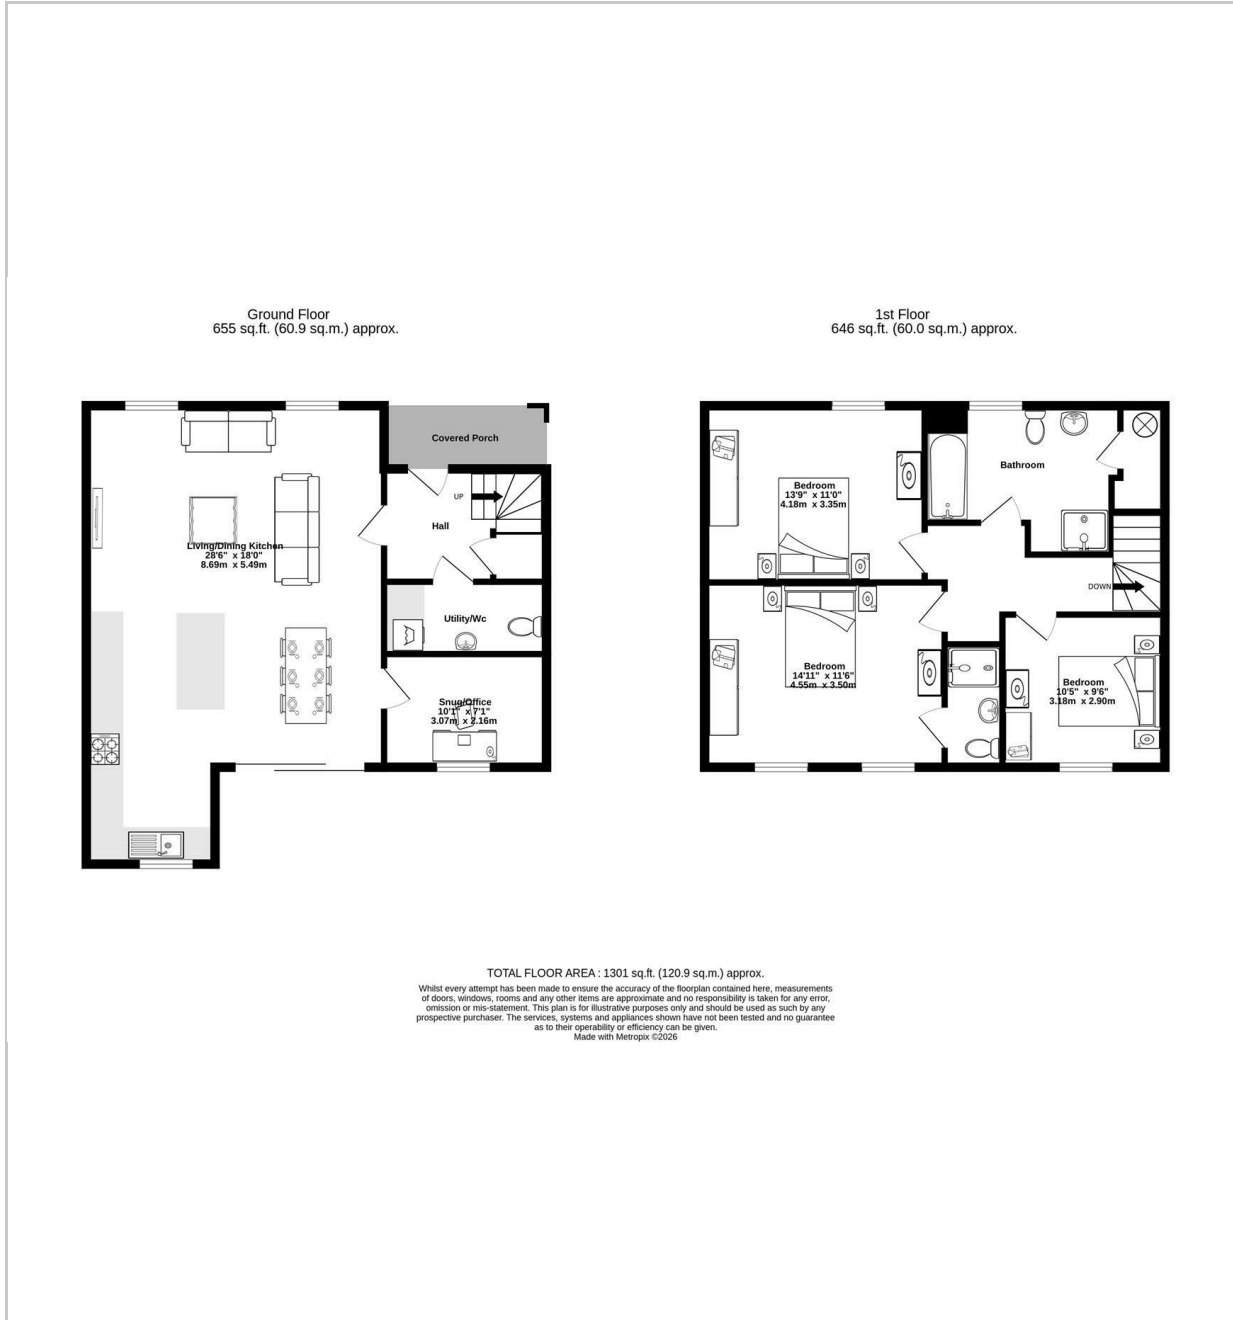 Ground Floor
655 sq.ft. (60.9 sq.m.) approx.
Covered Porch
UP
Hall
Living/Dining Kitchen
28'6" x 18'0"
8.69m x 5.49m
Utility/Wc
Snug/Office
10'1" x 7'1"
3.07m x 2.16m
1st Floor
646 sq.ft. (60.0 sq.m.) approx.
Bathroom
Bedroom
13'9" x 11'0"
4.18m x 3.35m
DOWN
Bedroom
14'11" x 11'6"
4.55m x 3.50m
Bedroom
10'5" x 9'6"
3.18m x 2.90m
TOTAL FLOOR AREA : 1301 sq.ft. (120.9 sq.m.) approx.
Whilst every attempt has been made to ensure the accuracy of the floorplan contained here, measurements
of doors, windows, rooms and any other items are approximate and no responsibility is taken for any error,
omission or mis-statement. This plan is for illustrative purposes only and should be used as such by any
prospective purchaser. The services, systems and appliances shown have not been tested and no guarantee
as to their operability or efficiency can be given.
Made with Metropix ©2026